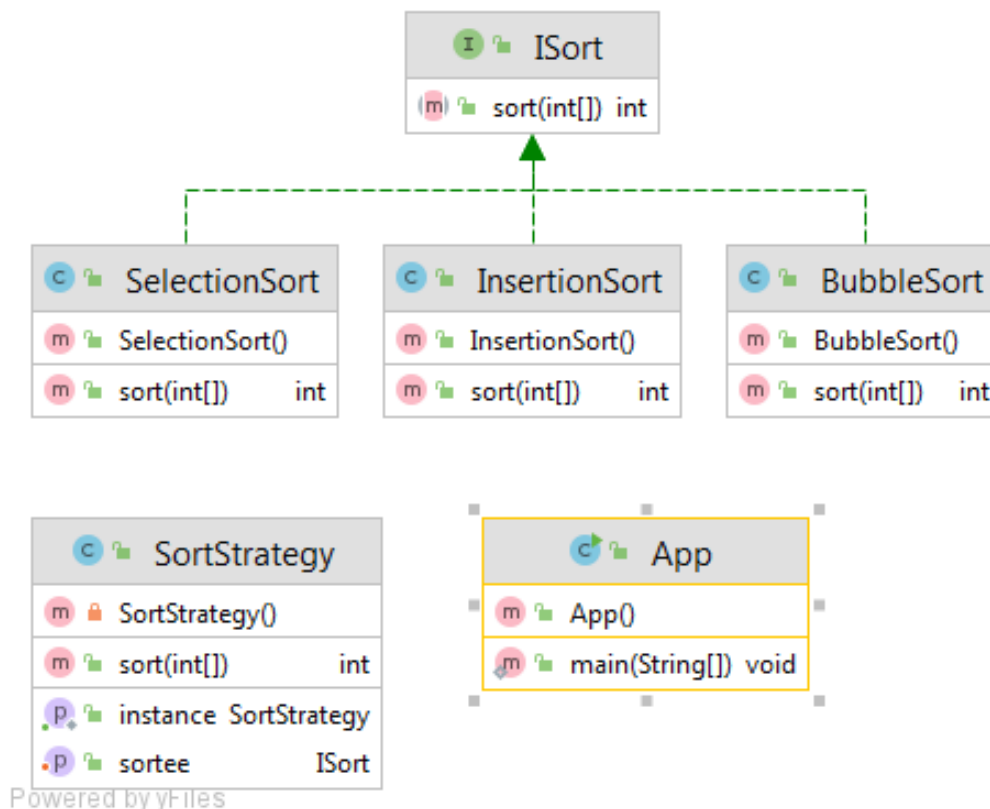 ISort
sort(int[]) int
SelectionSort
SelectionSort()
sort(int[]) int
InsertionSort
InsertionSort()
sort(int[]) int
BubbleSort
BubbleSort()
sort(int[]) int
SortStrategy
SortStrategy()
sort(int[]) int
instance SortStrategy
sortee ISort
App
App()
main(String[]) void
Powered by yFiles